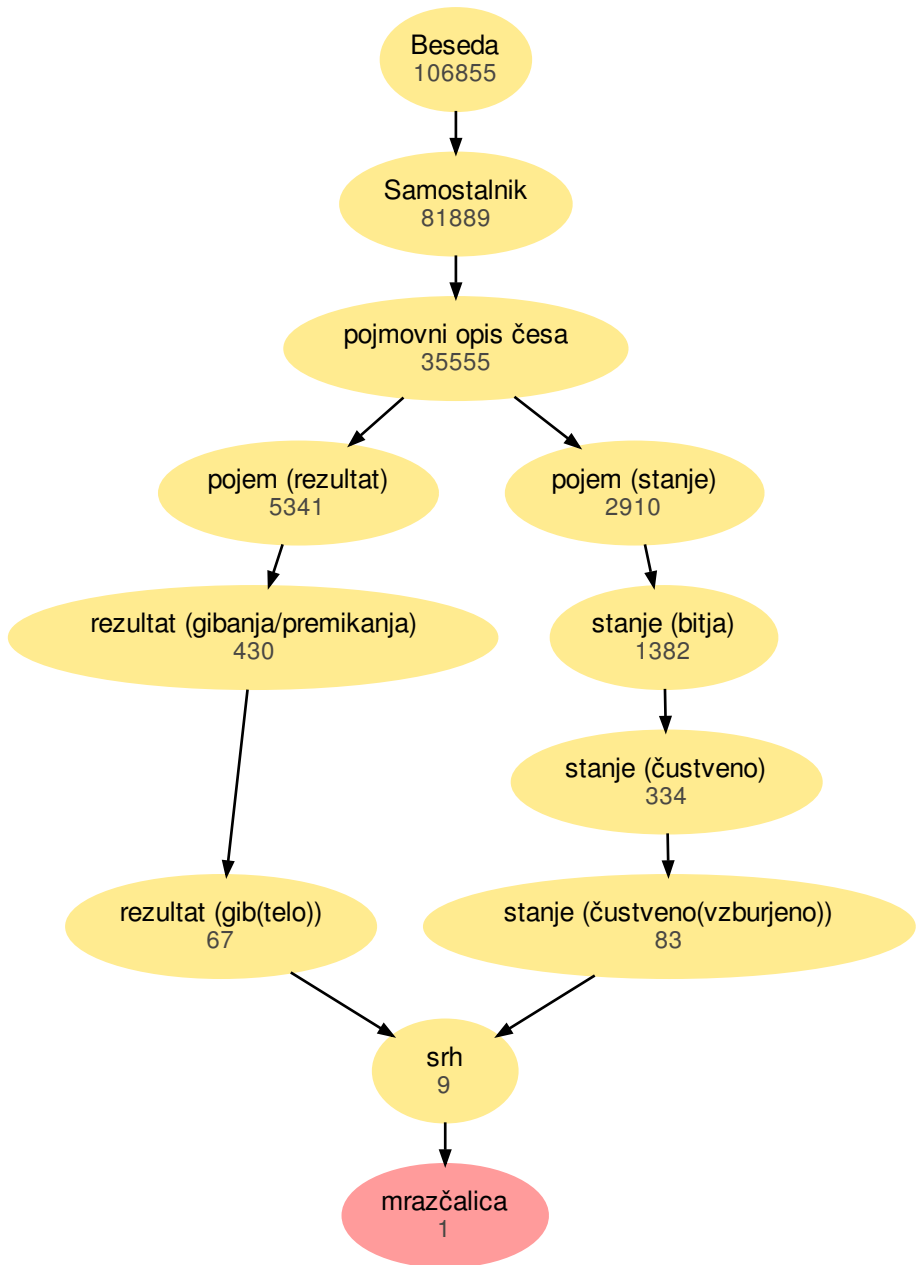 Beseda
106855
Samostalnik
81889
pojmovni opis česa
35555
pojem (rezultat)
5341
pojem (stanje)
2910
rezultat (gibanja/premikanja)
430
stanje (bitja)
1382
stanje (čustveno)
334
rezultat (gib(telo))
67
stanje (čustveno(vzburjeno))
83
srh
9
mrazčalica
1